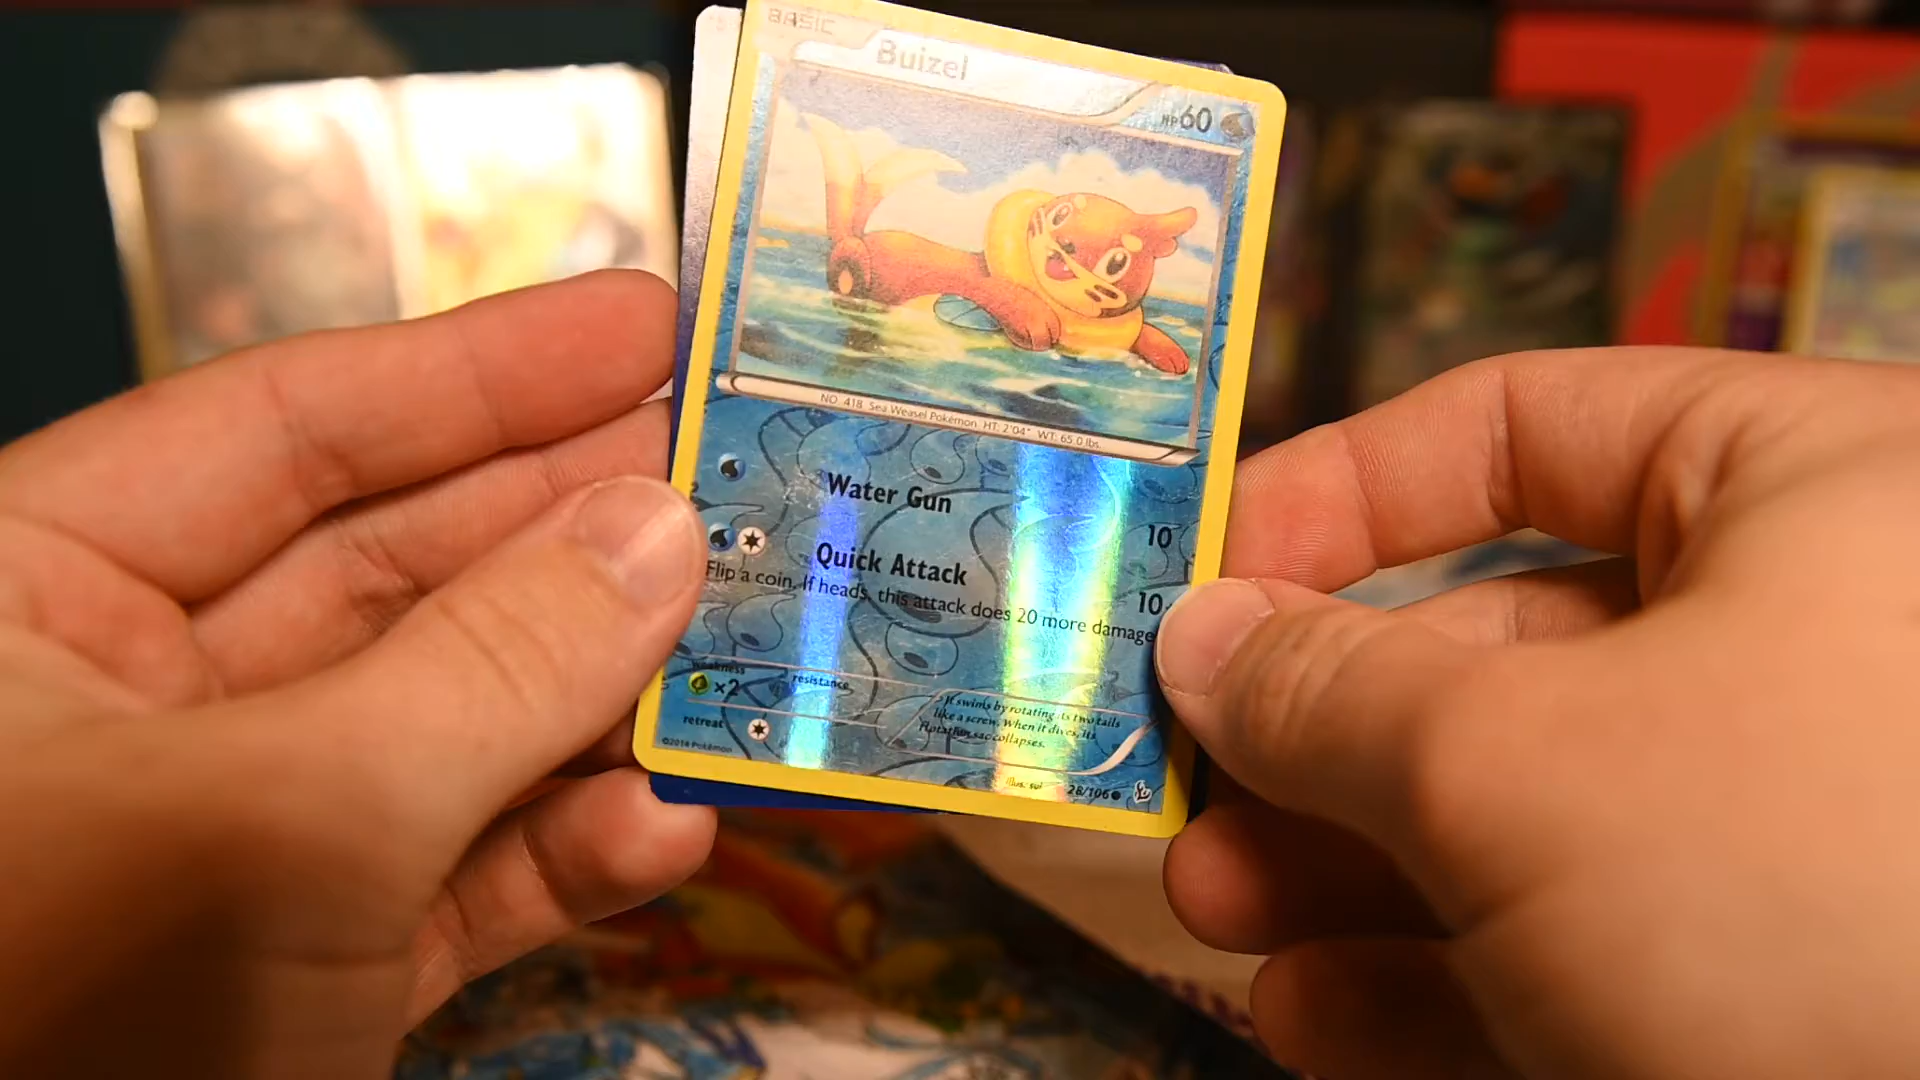 BASIC
Buizel
HP60
NO. 418 Sea Weasel Pokémon HT: 2'04" WT: 65.0 lbs.
Water Gun 10
Quick Attack 10
Flip a coin. If heads, this attack does 20 more damage
weakness
×2
resistance
retreat
It swims by rotating its two tails
like a screw. When it dives, its
flotation sac collapses.
©2014 Pokémon
Illus. sui
28/106